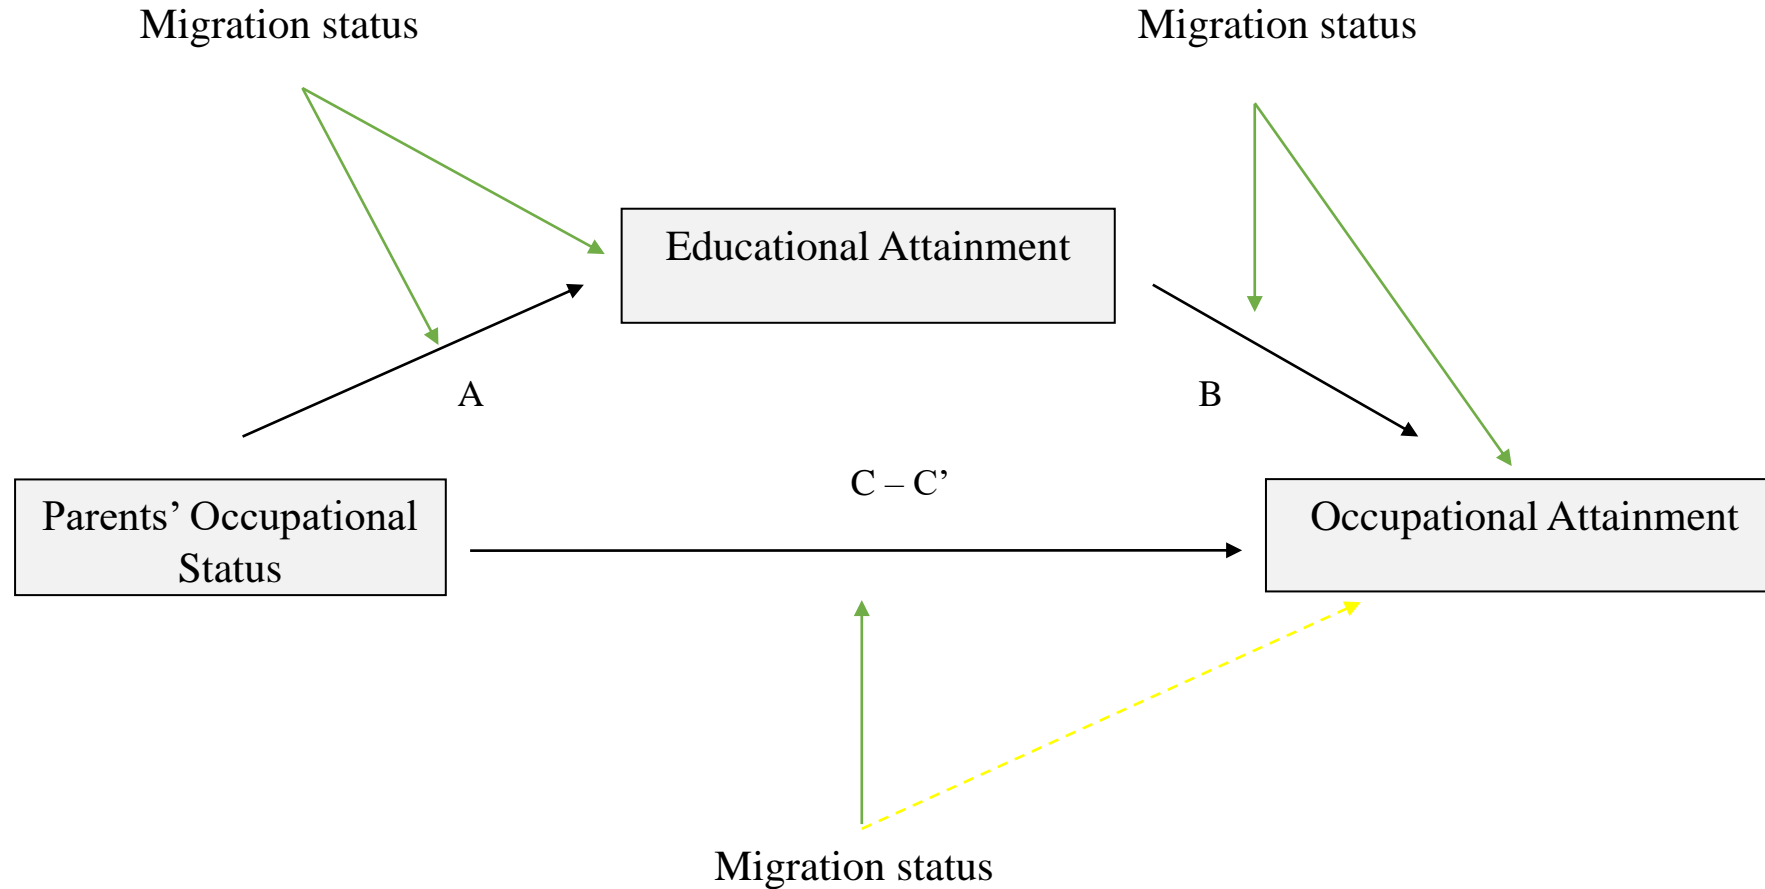 Migration status
Migration status
Educational Attainment
A
B
C – C’
Parents’ Occupational
Status
Occupational Attainment
Migration status